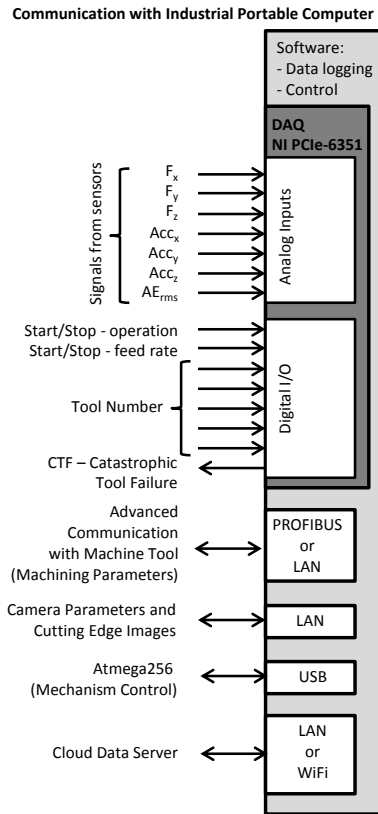 Communication with Industrial Portable Computer
Software:
- Data logging
- Control
DAQ
NI PCIe-6351
Signals from sensors
Fx
Fy
Fz
Accx
Accy
Accz
AErms
Analog Inputs
Start/Stop - operation
Start/Stop - feed rate
Tool Number
CTF – Catastrophic
Tool Failure
Digital I/O
Advanced
Communication
with Machine Tool
(Machining Parameters)
PROFIBUS
or
LAN
Camera Parameters and
Cutting Edge Images
LAN
Atmega256
(Mechanism Control)
USB
Cloud Data Server
LAN
or
WiFi